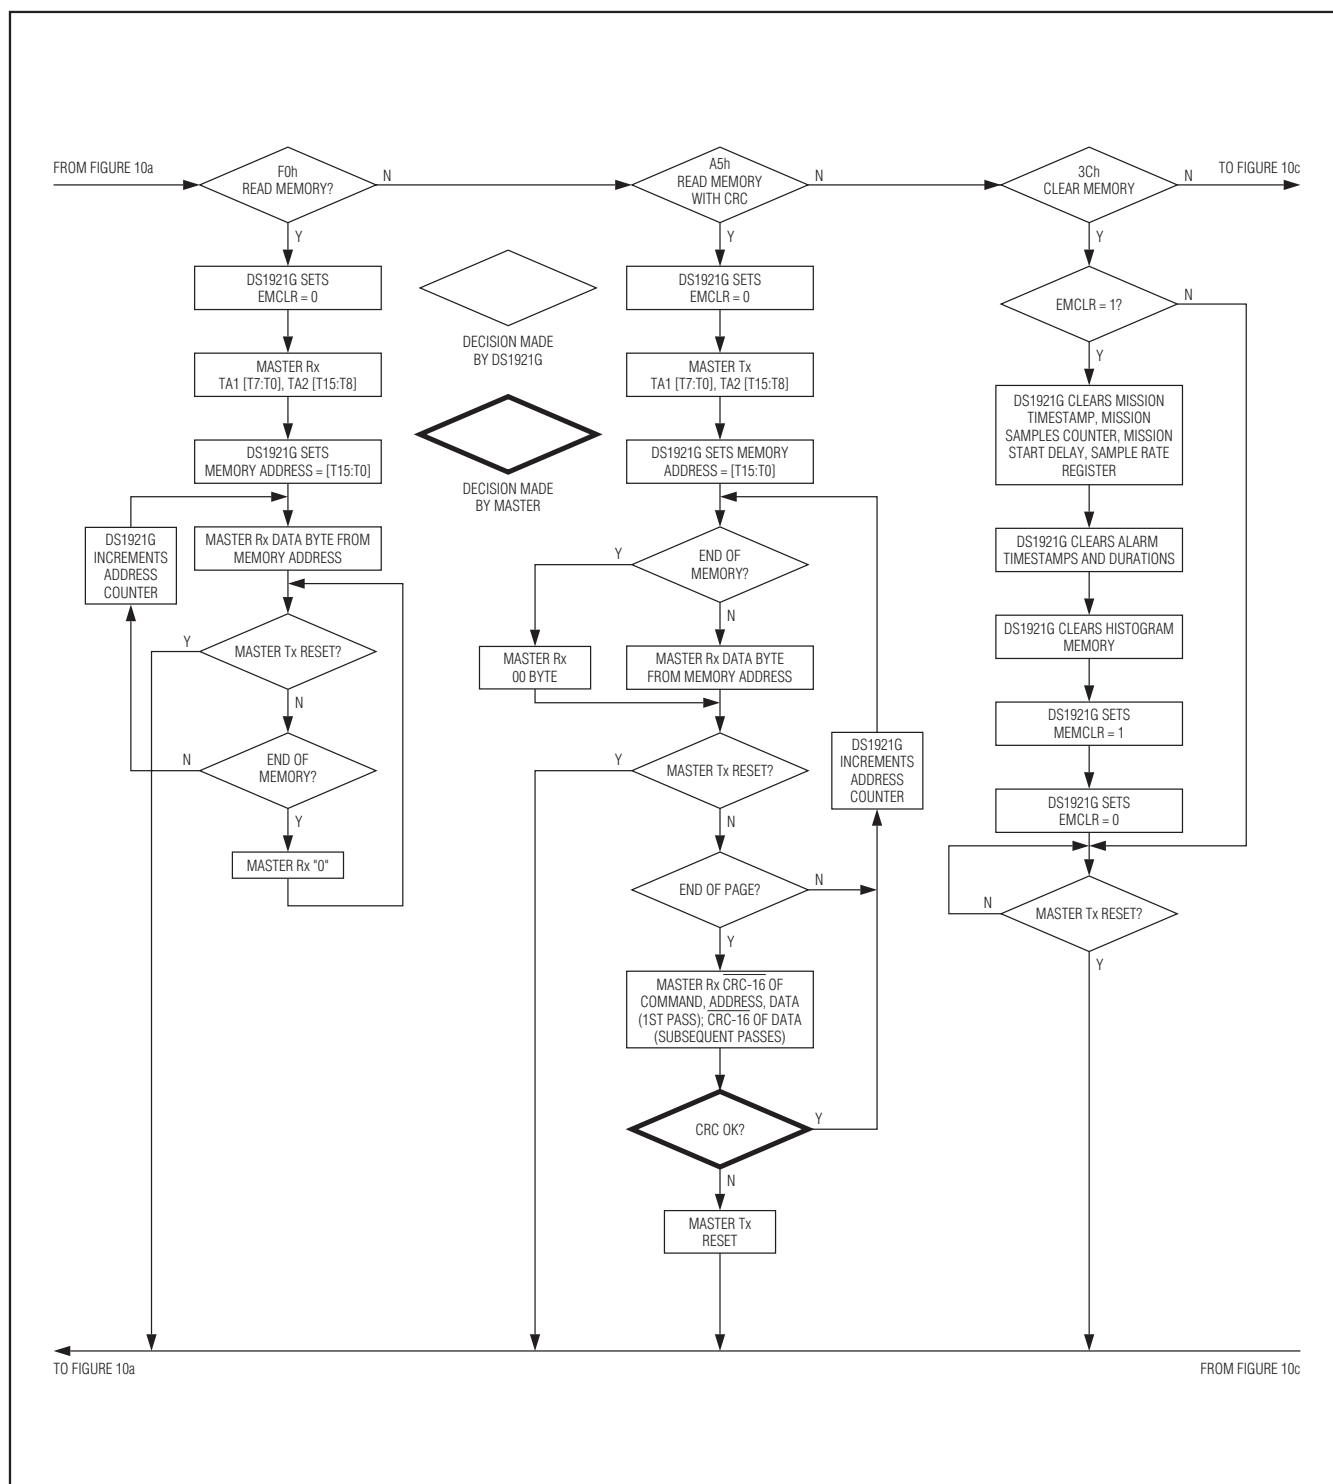 FROM FIGURE 10a
F0h
READ MEMORY?
N
Y
DS1921G SETS
EMCLR = 0
MASTER Rx
TA1 [T7:T0], TA2 [T15:T8]
DS1921G SETS
MEMORY ADDRESS = [T15:T0]
DS1921G
INCREMENTS
ADDRESS
COUNTER
MASTER Rx DATA BYTE FROM
MEMORY ADDRESS
Y
MASTER Tx RESET?
N
N
END OF
MEMORY?
Y
MASTER Rx "0"
DECISION MADE
BY DS1921G
DECISION MADE
BY MASTER
A5h
READ MEMORY
WITH CRC
N
Y
DS1921G SETS
EMCLR = 0
MASTER Tx
TA1 [T7:T0], TA2 [T15:T8]
DS1921G SETS MEMORY
ADDRESS = [T15:T0]
Y
END OF
MEMORY?
N
MASTER Rx
00 BYTE
MASTER Rx DATA BYTE
FROM MEMORY ADDRESS
Y
MASTER Tx RESET?
N
DS1921G
INCREMENTS
ADDRESS
COUNTER
END OF PAGE?
N
Y
MASTER Rx CRC-16 OF
COMMAND, ADDRESS, DATA
(1ST PASS); CRC-16 OF DATA
(SUBSEQUENT PASSES)
CRC OK?
Y
N
MASTER Tx
RESET
3Ch
CLEAR MEMORY
N
TO FIGURE 10c
Y
EMCLR = 1?
N
Y
DS1921G CLEARS MISSION
TIMESTAMP, MISSION
SAMPLES COUNTER, MISSION
START DELAY, SAMPLE RATE
REGISTER
DS1921G CLEARS ALARM
TIMESTAMPS AND DURATIONS
DS1921G CLEARS HISTOGRAM
MEMORY
DS1921G SETS
MEMCLR = 1
DS1921G SETS
EMCLR = 0
N
MASTER Tx RESET?
Y
TO FIGURE 10a
FROM FIGURE 10c